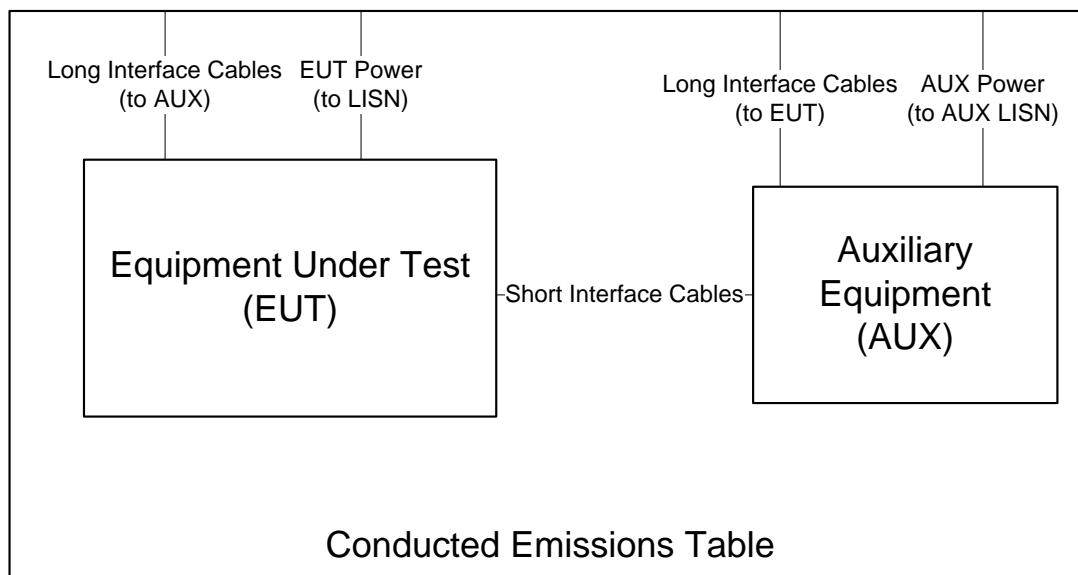 Long Interface Cables
(to AUX)
EUT Power
(to LISN)
Long Interface Cables
(to EUT)
AUX Power
(to AUX LISN)
Equipment Under Test
(EUT)
Short Interface Cables
Auxiliary
Equipment
(AUX)
Conducted Emissions Table